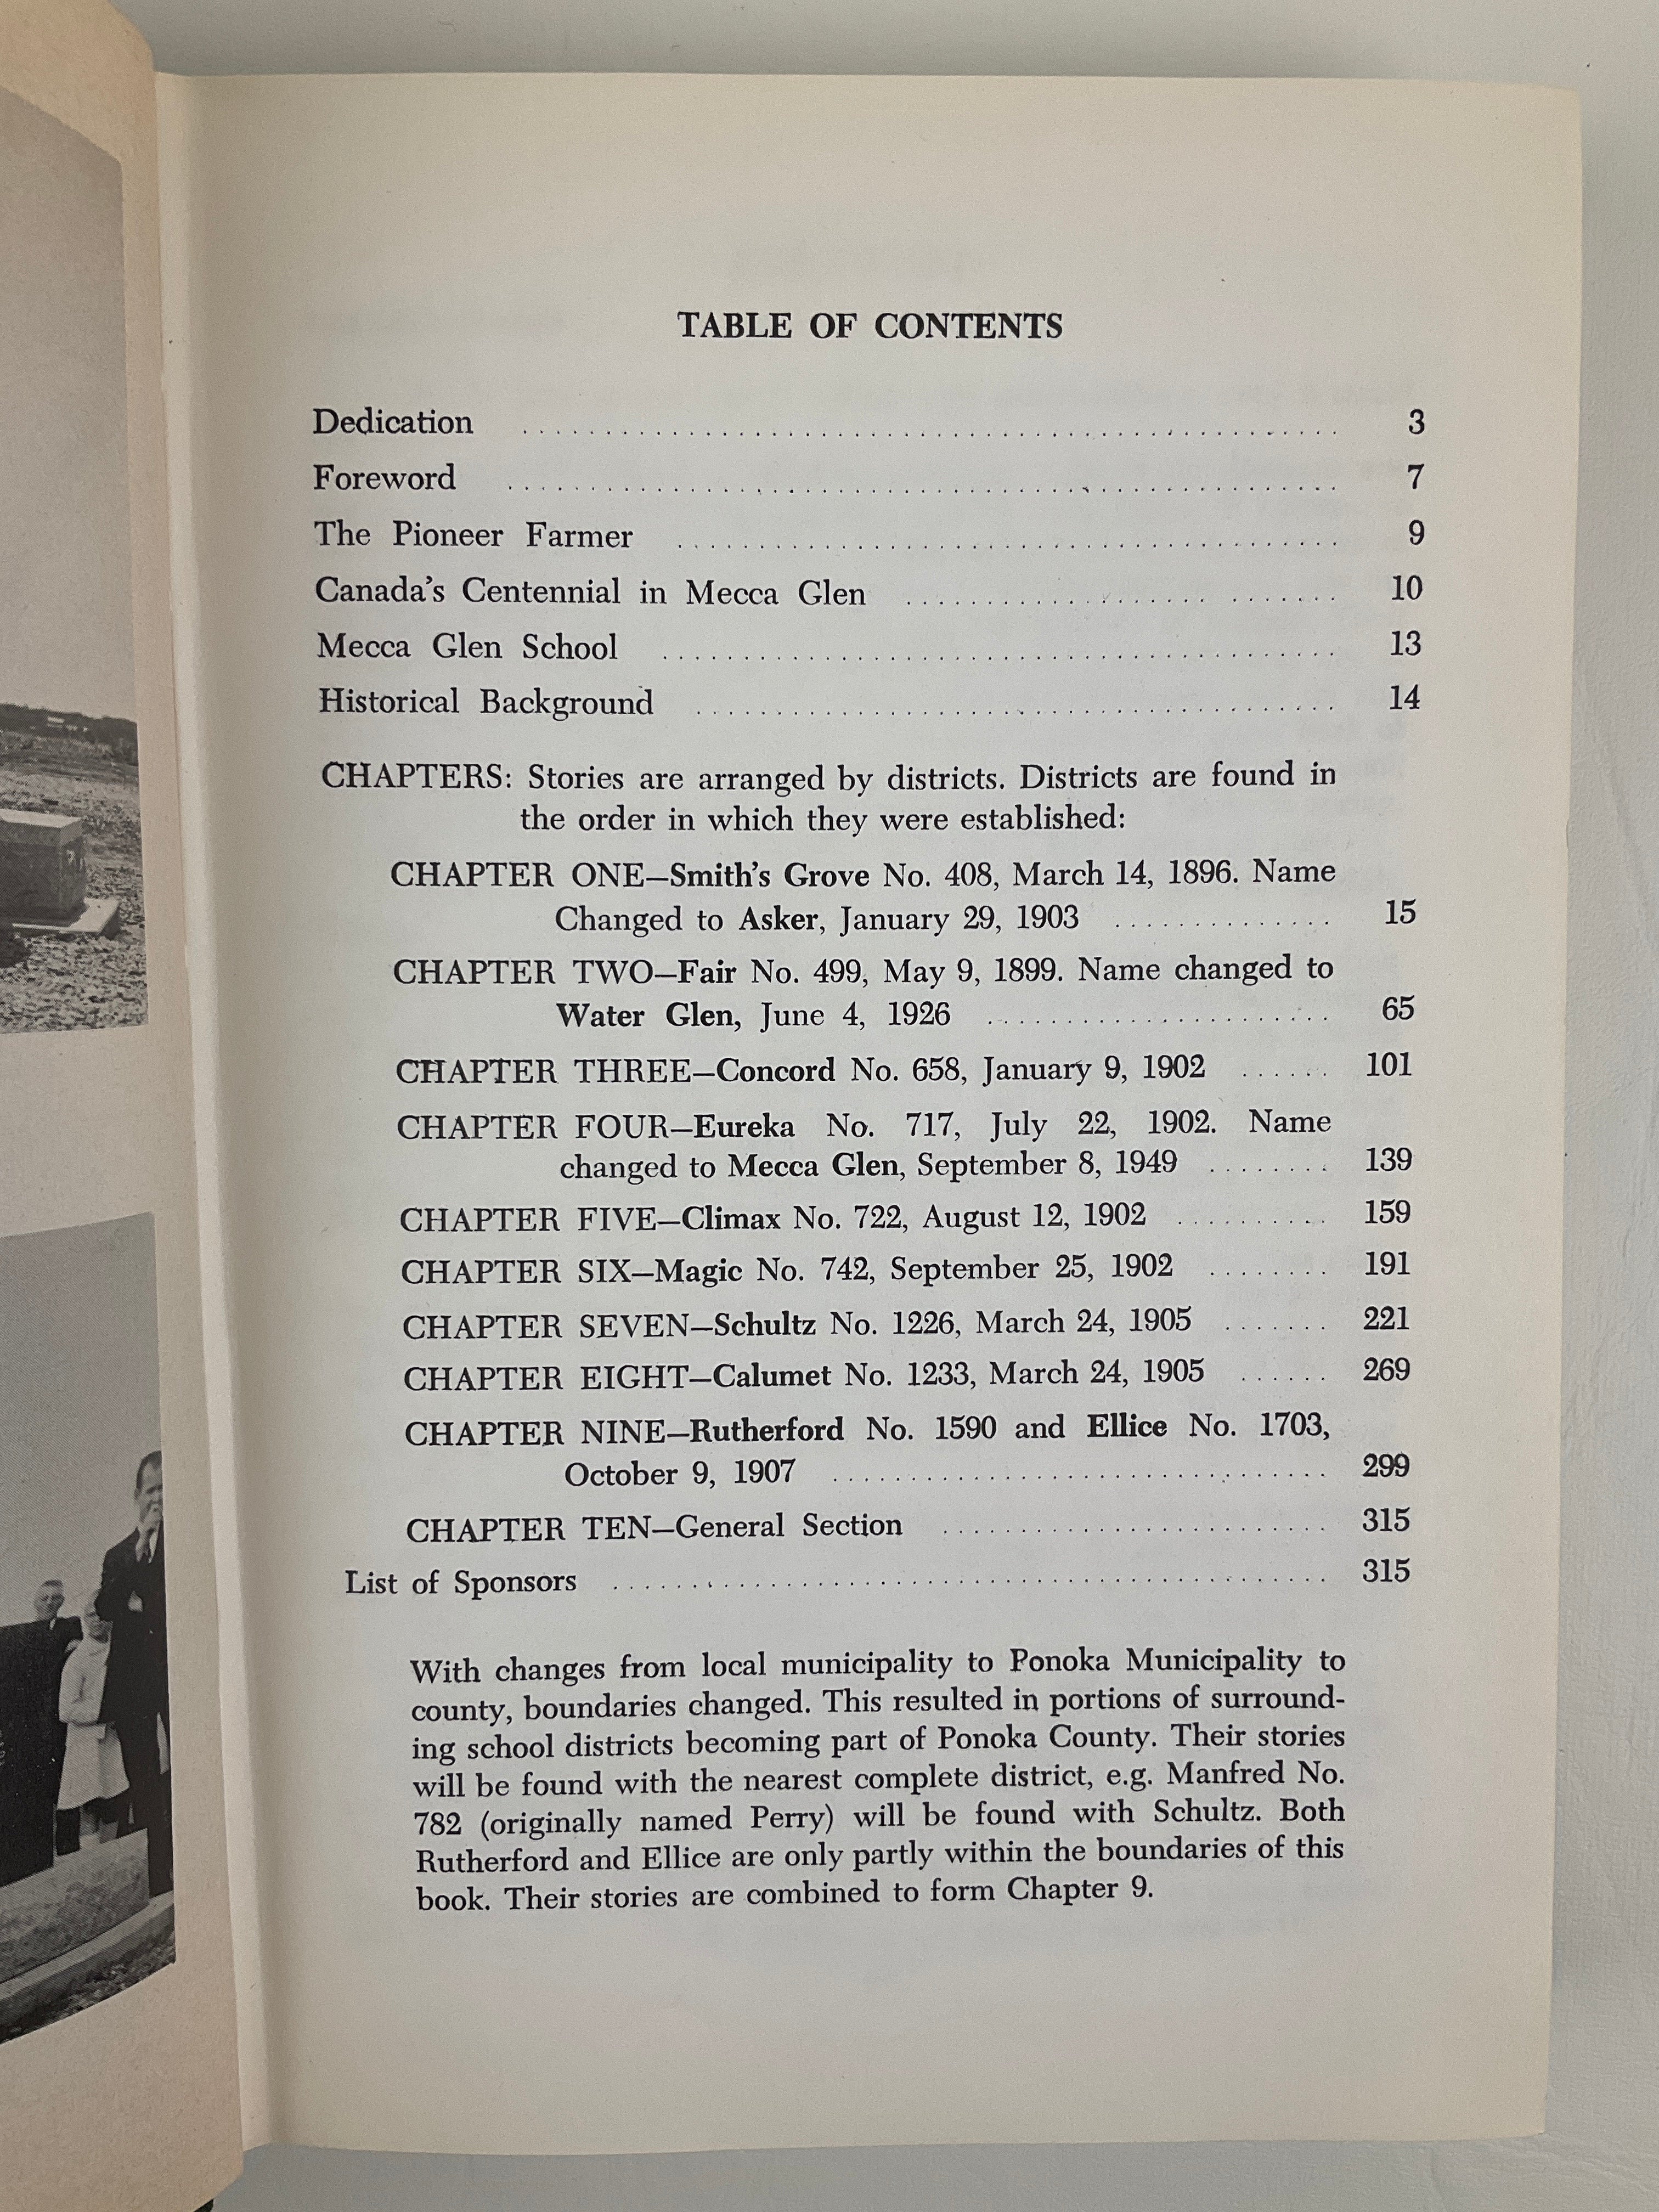 TABLE OF CONTENTS
Dedication .................................................. 3
Foreword .................................................. 7
The Pioneer Farmer ........................................ 9
Canada's Centennial in Mecca Glen .......................... 10
Mecca Glen School ......................................... 13
Historical Background ...................................... 14
CHAPTERS: Stories are arranged by districts. Districts are found in
the order in which they were established:
CHAPTER ONE—Smith's Grove No. 408, March 14, 1896. Name
Changed to Asker, January 29, 1903 .............. 15
CHAPTER TWO—Fair No. 499, May 9, 1899. Name changed to
Water Glen, June 4, 1926 ...................... 65
CHAPTER THREE—Concord No. 658, January 9, 1902 ...... 101
CHAPTER FOUR—Eureka No. 717, July 22, 1902. Name
changed to Mecca Glen, September 8, 1949 ........ 139
CHAPTER FIVE—Climax No. 722, August 12, 1902 .......... 159
CHAPTER SIX—Magic No. 742, September 25, 1902 ........ 191
CHAPTER SEVEN—Schultz No. 1226, March 24, 1905 ....... 221
CHAPTER EIGHT—Calumet No. 1233, March 24, 1905 ...... 269
CHAPTER NINE—Rutherford No. 1590 and Ellice No. 1703,
October 9, 1907 ............................... 299
CHAPTER TEN—General Section ........................ 315
List of Sponsors ............................................ 315
With changes from local municipality to Ponoka Municipality to
county, boundaries changed. This resulted in portions of surround-
ing school districts becoming part of Ponoka County. Their stories
will be found with the nearest complete district, e.g. Manfred No.
782 (originally named Perry) will be found with Schultz. Both
Rutherford and Ellice are only partly within the boundaries of this
book. Their stories are combined to form Chapter 9.